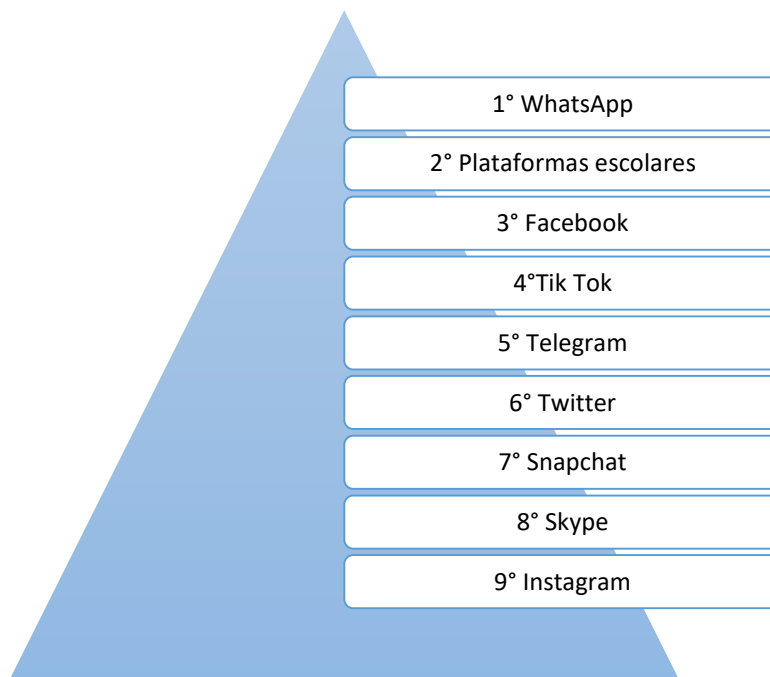 1° WhatsApp
2° Plataformas escolares
3° Facebook
4°Tik Tok
5° Telegram
6° Twitter
7° Snapchat
8° Skype
9° Instagram